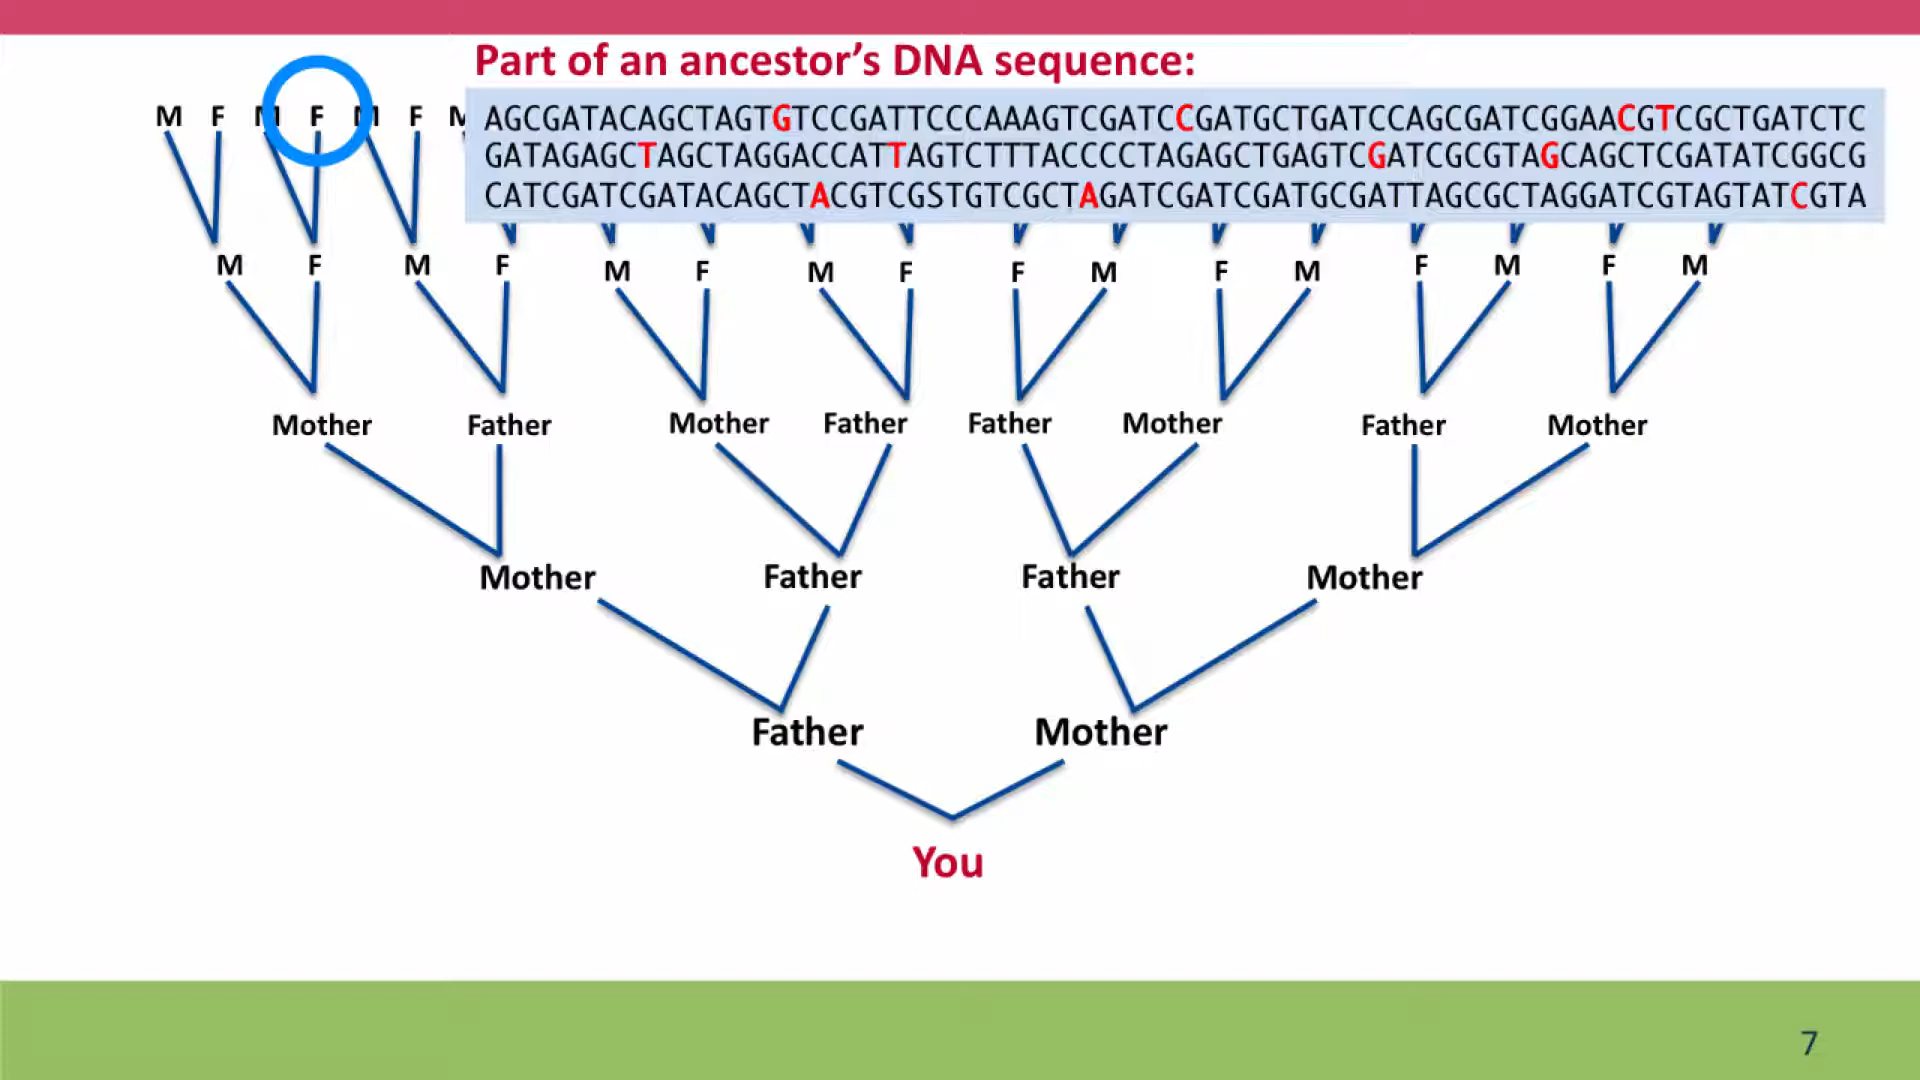 Part of an ancestor’s DNA sequence:
M F M F M F M
AGCGATACAGCTAGTGTCCGATTCCCAAAGTCGATCCGATGCTGATCCAGCGATCGGAACGTCGCTGATCTC
GATAGAGCTAGCTAGGACCATTAGTCTTTACCCCTAGAGCTGAGTCGATCGCGTAGCAGCTCGATATCGGCG
CATCGATCGATACAGCTACGTCGSTGTCGCTAGATCGATCGATGCGATTAGCGCTAGGATCGTAGTATCGTA
M F M F M F M F F M F M F M F M
Mother Father Mother Father Father Mother Father Mother
Mother Father Father Mother
Father Mother
You
7